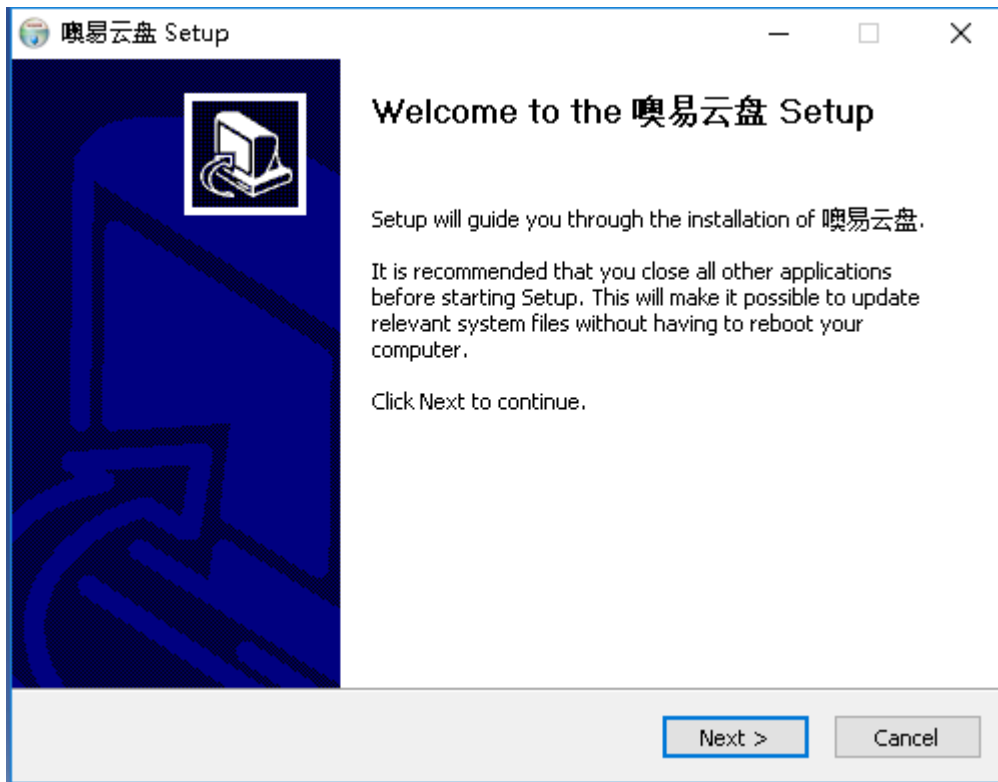 噢易云盘 Setup
Welcome to the 噢易云盘 Setup
Setup will guide you through the installation of 噢易云盘.
It is recommended that you close all other applications
before starting Setup. This will make it possible to update
relevant system files without having to reboot your
computer.
Click Next to continue.
Next >
Cancel